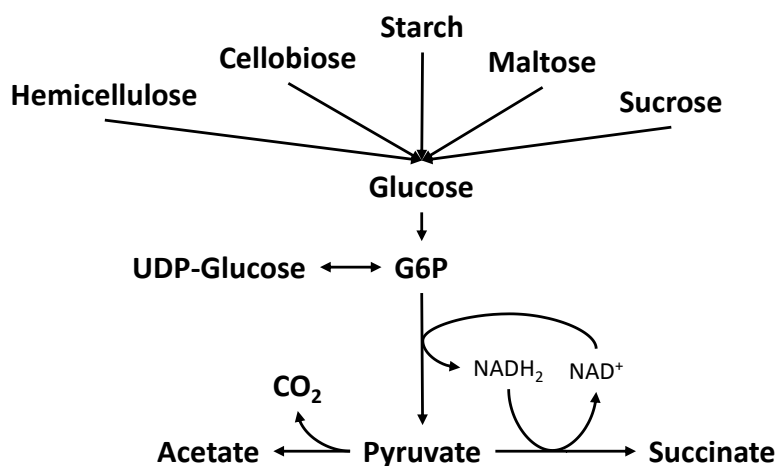 Starch
Cellobiose
Maltose
Hemicellulose
Sucrose
Glucose
UDP-Glucose
G6P
NADH₂
NAD⁺
CO₂
Acetate
Pyruvate
Succinate